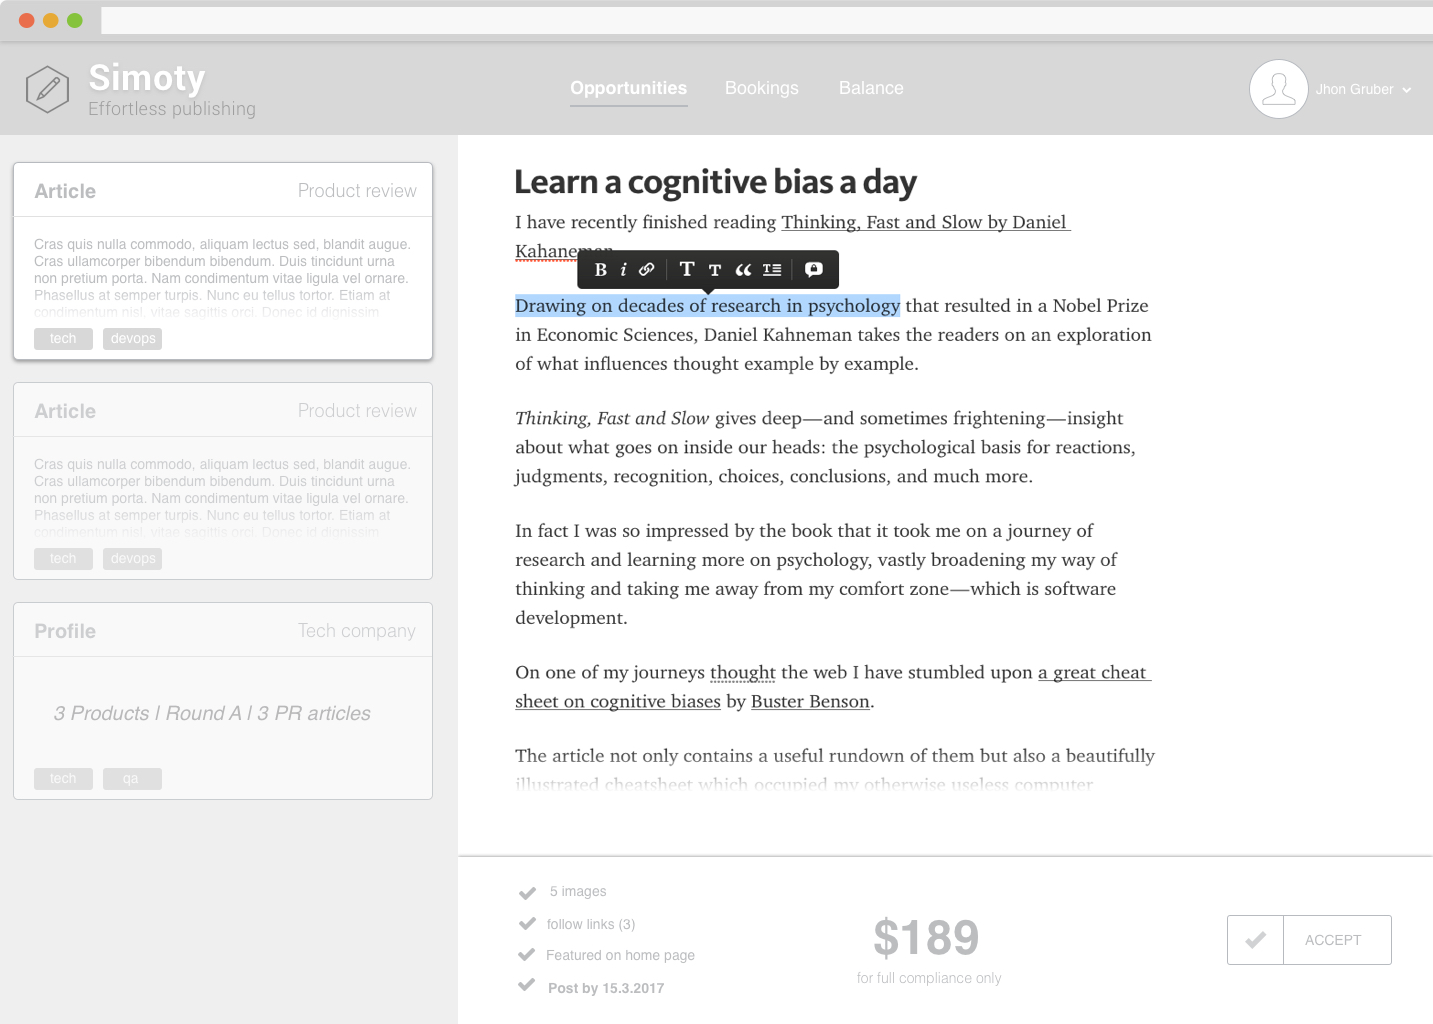 Simoty
Effortless publishing
Opportunities
Bookings
Balance
Jhon Gruber
Article
Product review
Cras quis nulla commodo, aliquam lectus sed, blandit augue.
Cras ullamcorper bibendum bibendum. Duis tincidunt urna
non pretium porta. Nam condimentum vitae ligula vel ornare.
Phasellus at semper turpis. Nunc eu tellus tortor. Etiam at
condimentum nisl, vitae sagittis orci. Donec id dignissim
tech
devops
Article
Product review
Cras quis nulla commodo, aliquam lectus sed, blandit augue.
Cras ullamcorper bibendum bibendum. Duis tincidunt urna
non pretium porta. Nam condimentum vitae ligula vel ornare.
Phasellus at semper turpis. Nunc eu tellus tortor. Etiam at
condimentum nisl, vitae sagittis orci. Donec id dignissim
tech
devops
Profile
Tech company
3 Products | Round A | 3 PR articles
tech
qa
Learn a cognitive bias a day
I have recently finished reading Thinking, Fast and Slow by Daniel
Kahaneman
B i T T “ T
Drawing on decades of research in psychology that resulted in a Nobel Prize
in Economic Sciences, Daniel Kahneman takes the readers on an exploration
of what influences thought example by example.
Thinking, Fast and Slow gives deep—and sometimes frightening—insight
about what goes on inside our heads: the psychological basis for reactions,
judgments, recognition, choices, conclusions, and much more.
In fact I was so impressed by the book that it took me on a journey of
research and learning more on psychology, vastly broadening my way of
thinking and taking me away from my comfort zone—which is software
development.
On one of my journeys thought the web I have stumbled upon a great cheat
sheet on cognitive biases by Buster Benson.
The article not only contains a useful rundown of them but also a beautifully
illustrated cheatsheet which occupied my otherwise useless computer
5 images
follow links (3)
Featured on home page
Post by 15.3.2017
$189
for full compliance only
ACCEPT